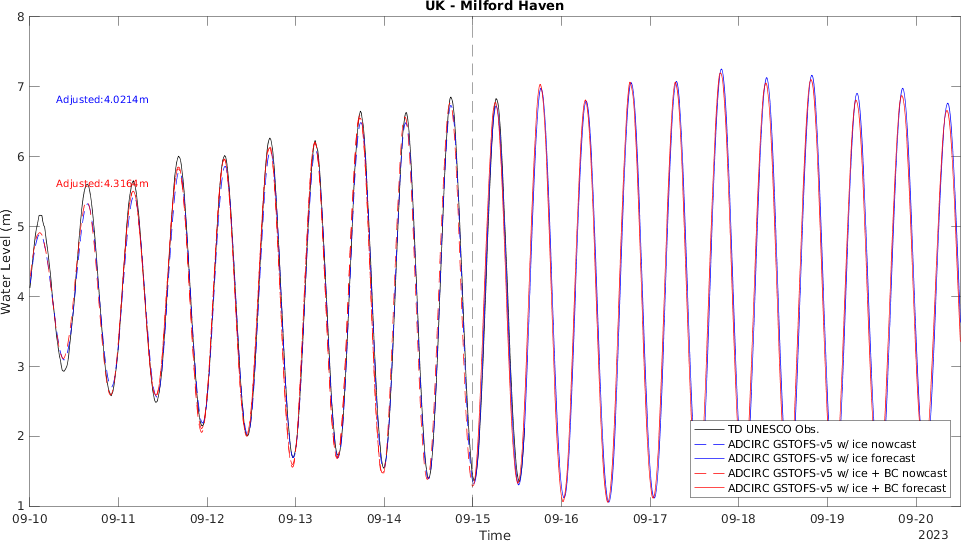 UK - Milford Haven
8
7
6
5
4
3
2
1
Water Level (m)
Adjusted:4.0214m
Adjusted:4.3164m
TD UNESCO Obs.
ADCIRC GSTOFS-v5 w/ ice nowcast
ADCIRC GSTOFS-v5 w/ ice forecast
ADCIRC GSTOFS-v5 w/ ice + BC nowcast
ADCIRC GSTOFS-v5 w/ ice + BC forecast
09-10 09-11 09-12 09-13 09-14 09-15 09-16 09-17 09-18 09-19 09-20
Time
2023